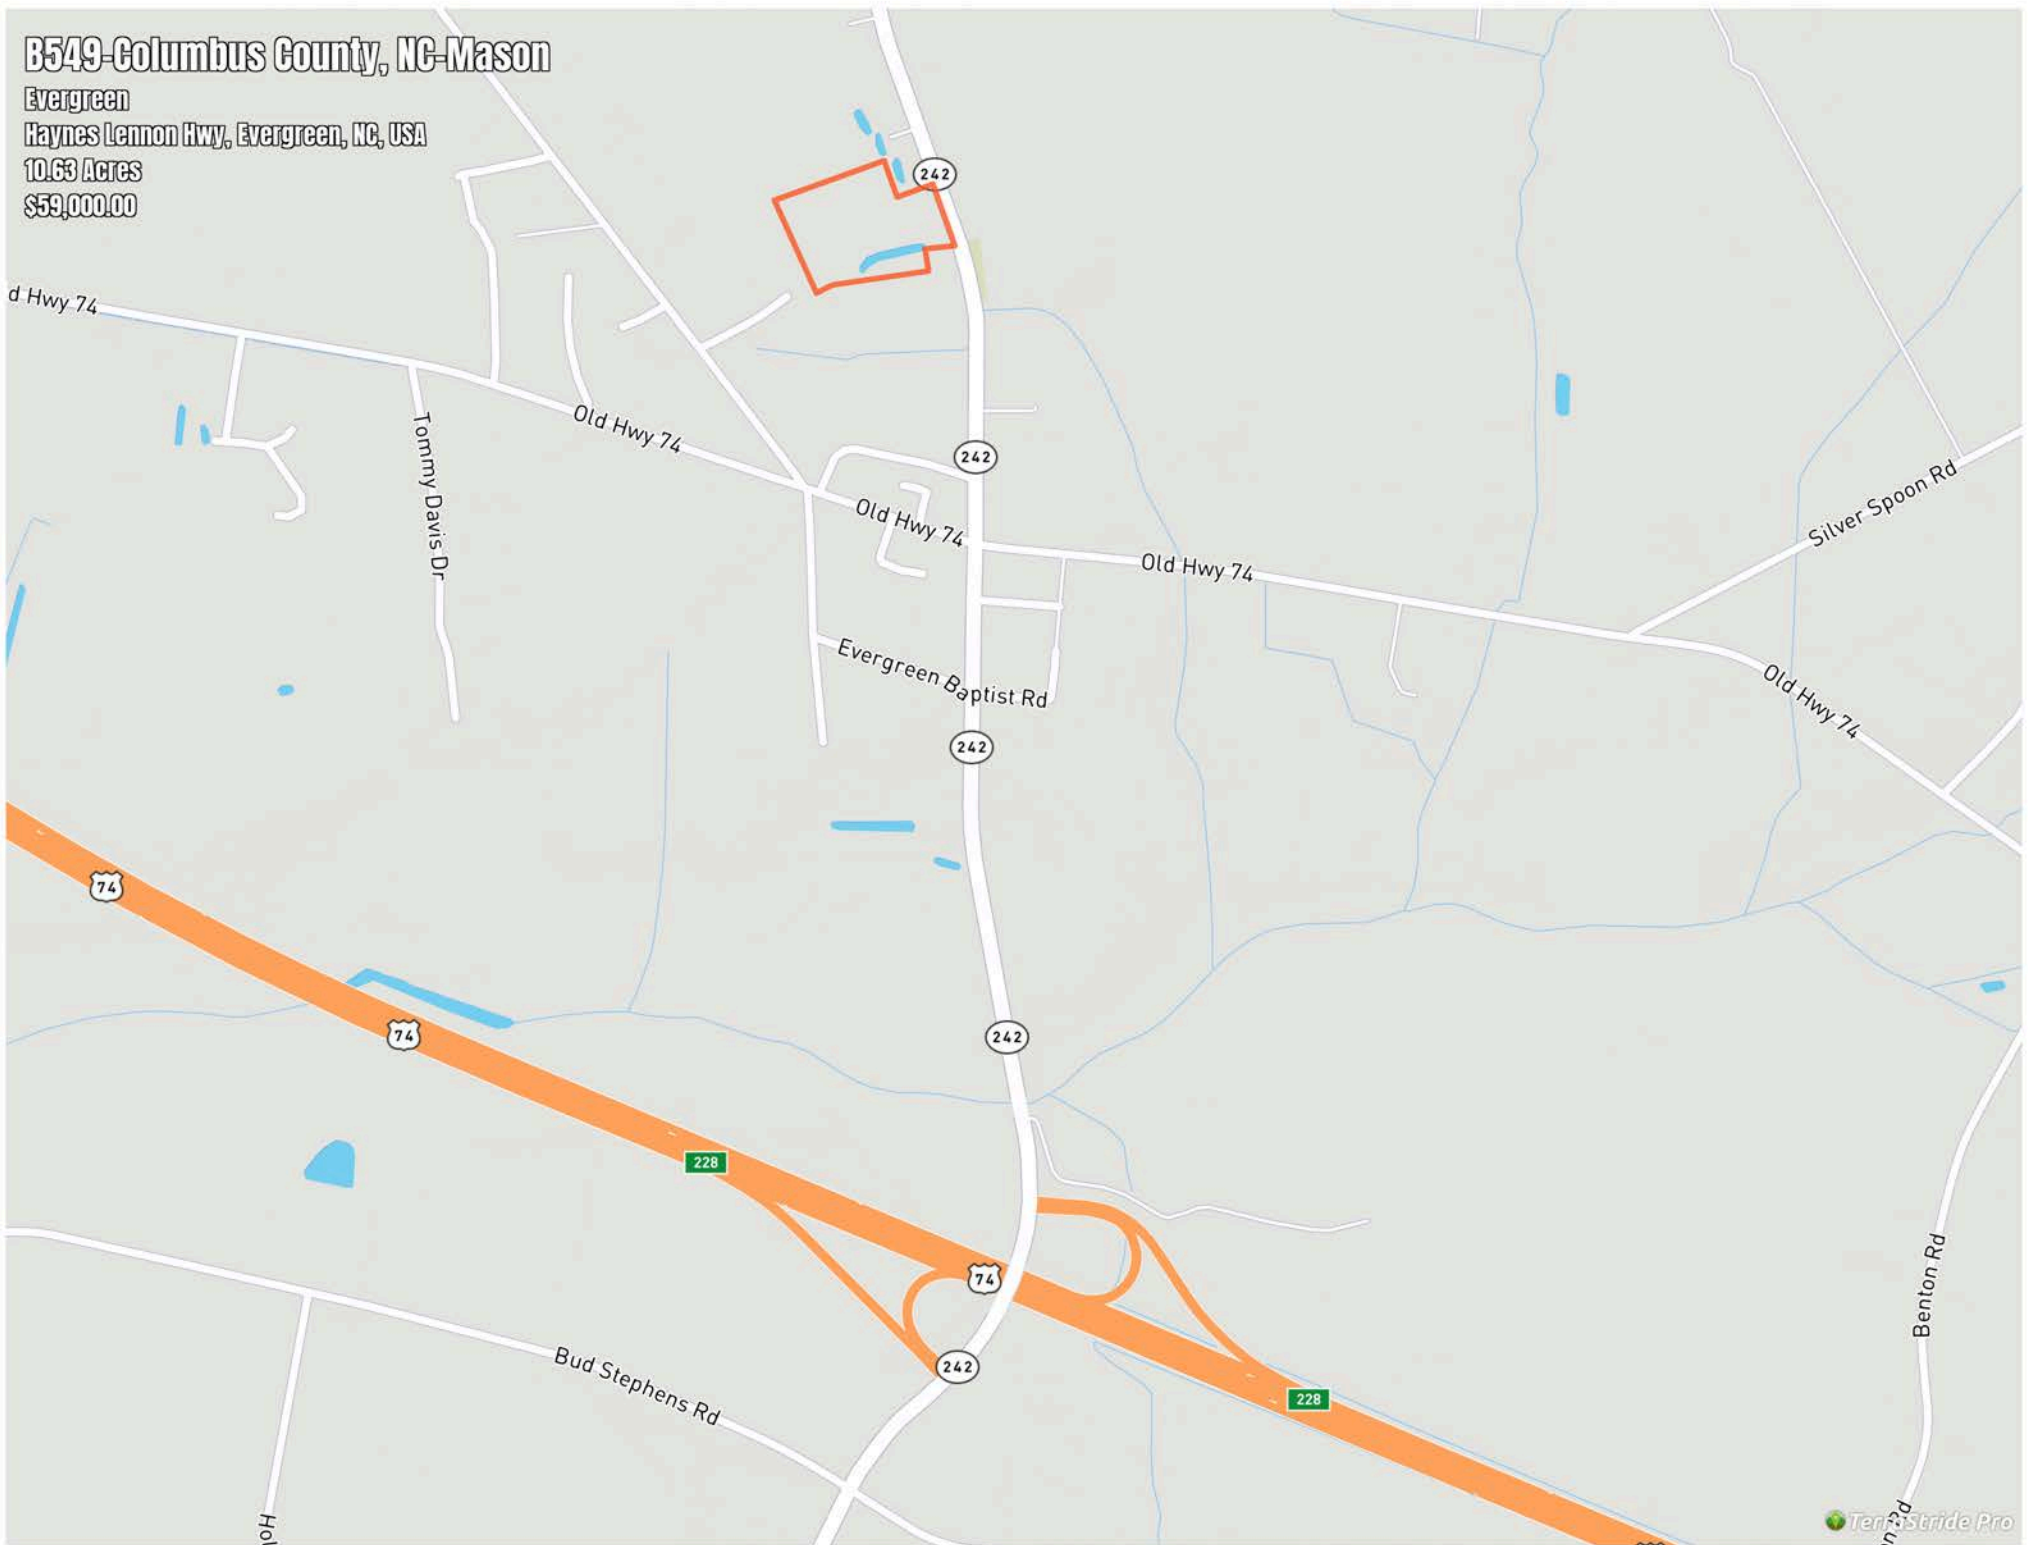 B549-Columbus County, NC-Mason
Evergreen
Haynes Lennon Hwy, Evergreen, NC, USA
10.63 Acres
$59,000.00
242
d Hwy 74
Old Hwy 74
Tommy Davis Dr
242
Old Hwy 74
Old Hwy 74
Silver Spoon Rd
Evergreen Baptist Rd
Old Hwy 74
242
74
74
242
228
74
Benton Rd
242
Bud Stephens Rd
228
Hol
n Rd
TerraStride Pro